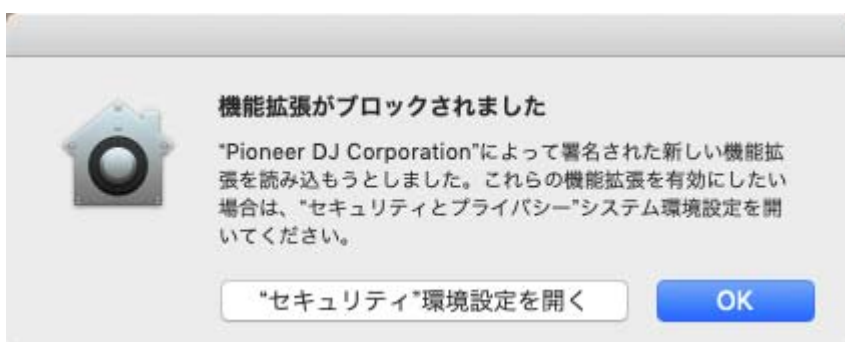 機能拡張がブロックされました
"Pioneer DJ Corporation"によって署名された新しい機能拡
張を読み込もうとしました。これらの機能拡張を有効にしたい
場合は、"セキュリティとプライバシー"システム環境設定を開
いてください。
"セキュリティ"環境設定を開く
OK